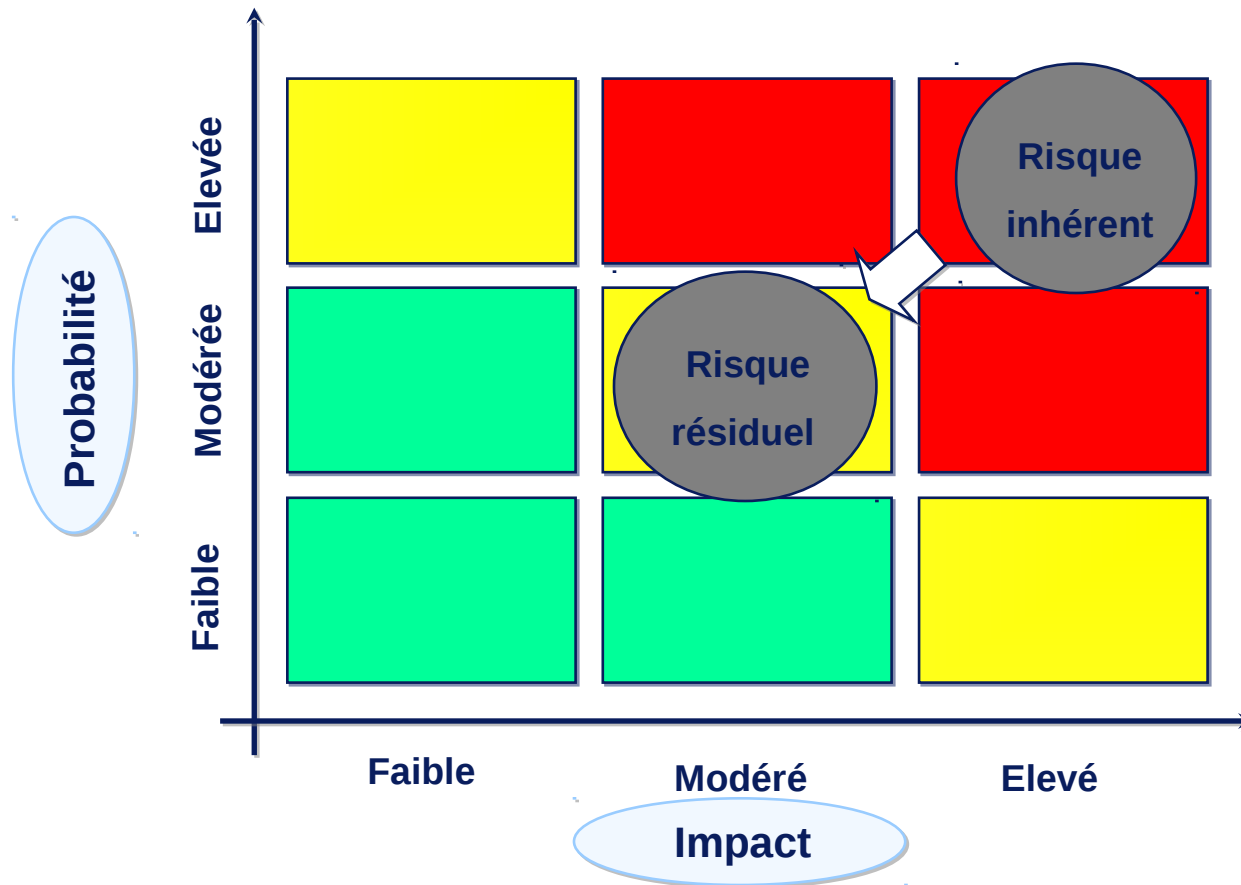 Probabilité
Elevée
Modérée
Faible
Risque
inhérent
Risque
résiduel
Faible
Modéré
Elevé
Impact